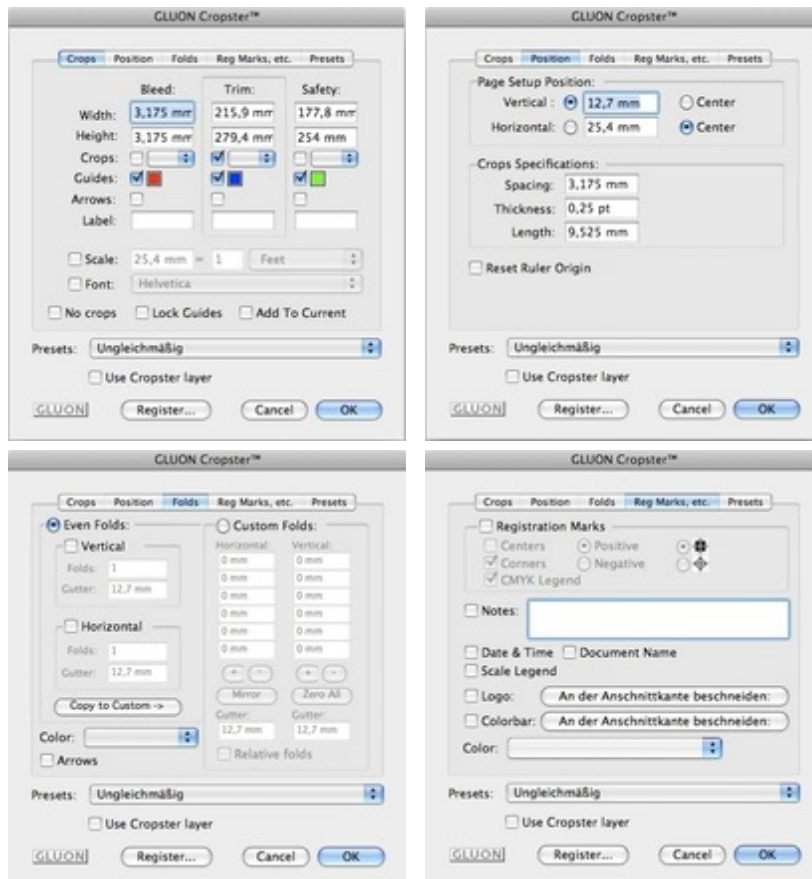 GLUON Cropster™
Crops Position Folds Reg Marks, etc. Presets
Bleed: Trim: Safety:
Width: 3,175 mm 215,9 mm 177,8 mm
Height: 3,175 mm 279,4 mm 254 mm
Crops:
Guides:
Arrows:
Label:
Scale: 25,4 mm = 1 Feet
Font: Helvetica
No crops Lock Guides Add To Current
Presets: Ungleichmäßig
Use Cropster layer
GLUON Register... Cancel OK
GLUON Cropster™
Crops Position Folds Reg Marks, etc. Presets
Page Setup Position:
Vertical : 12,7 mm Center
Horizontal: 25,4 mm Center
Crops Specifications:
Spacing: 3,175 mm
Thickness: 0,25 pt
Length: 9,525 mm
Reset Ruler Origin
Presets: Ungleichmäßig
Use Cropster layer
GLUON Register... Cancel OK
GLUON Cropster™
Crops Position Folds Reg Marks, etc. Presets
Even Folds: Custom Folds:
Vertical Horizontal: Vertical:
Folds: 1 0 mm 0 mm
Gutter: 12,7 mm 0 mm 0 mm
0 mm 0 mm
Horizontal 0 mm 0 mm
Folds: 1 0 mm 0 mm
Gutter: 12,7 mm 0 mm 0 mm
+ - + -
Copy to Custom -> Mirror Zero All
Gutter: Gutter:
Color: 12,7 mm 12,7 mm
Arrows Relative folds
Presets: Ungleichmäßig
Use Cropster layer
GLUON Register... Cancel OK
GLUON Cropster™
Crops Position Folds Reg Marks, etc. Presets
Registration Marks
Centers Positive
Corners Negative
CMYK Legend
Notes:
Date & Time Document Name
Scale Legend
Logo: An der Anschnittkante beschneiden:
Colorbar: An der Anschnittkante beschneiden:
Color:
Presets: Ungleichmäßig
Use Cropster layer
GLUON Register... Cancel OK